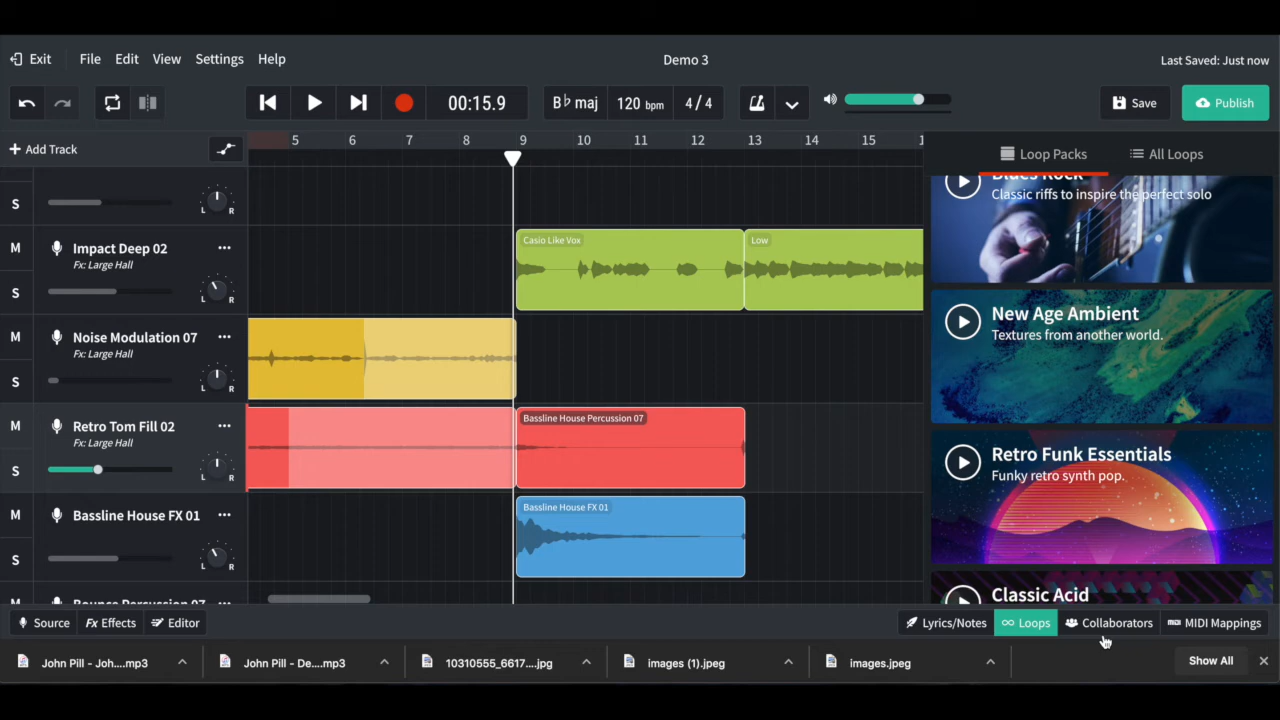 Exit File Edit View Settings Help
Demo 3
Last Saved: Just now
00:15.9
B♭ maj 120 bpm 4/4
Save Publish
Add Track
5 6 7 8 9 10 11 12 13 14 15
Loop Packs All Loops
S L R
M Impact Deep 02 ...
Fx: Large Hall
S L R
M Noise Modulation 07 ...
Fx: Large Hall
S L R
M Retro Tom Fill 02 ...
Fx: Large Hall
S L R
M Bassline House FX 01 ...
S L R
M Bounce Percussion 07
Casio Like Vox
Low
Bassline House Percussion 07
Bassline House FX 01
Blues Rock
Classic riffs to inspire the perfect solo
New Age Ambient
Textures from another world.
Retro Funk Essentials
Funky retro synth pop.
Classic Acid
Source Fx Effects Editor
Lyrics/Notes Loops Collaborators MIDI Mappings
John Pill - Joh....mp3
John Pill - De....mp3
10310555_6617....jpg
images (1).jpeg
images.jpeg
Show All